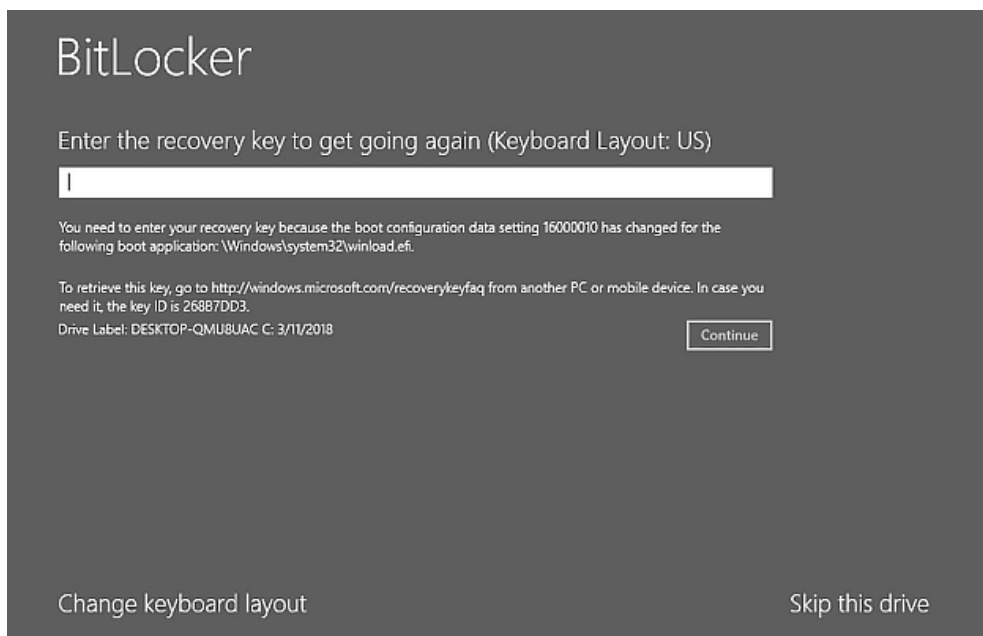 BitLocker
Enter the recovery key to get going again (Keyboard Layout: US)
You need to enter your recovery key because the boot configuration data setting 16000010 has changed for the
following boot application: \Windows\system32\winload.efi.
To retrieve this key, go to http://windows.microsoft.com/recoverykeyfaq from another PC or mobile device. In case you
need it, the key ID is 268B7DD3.
Drive Label: DESKTOP-QMU8UAC C: 3/11/2018
Continue
Change keyboard layout
Skip this drive